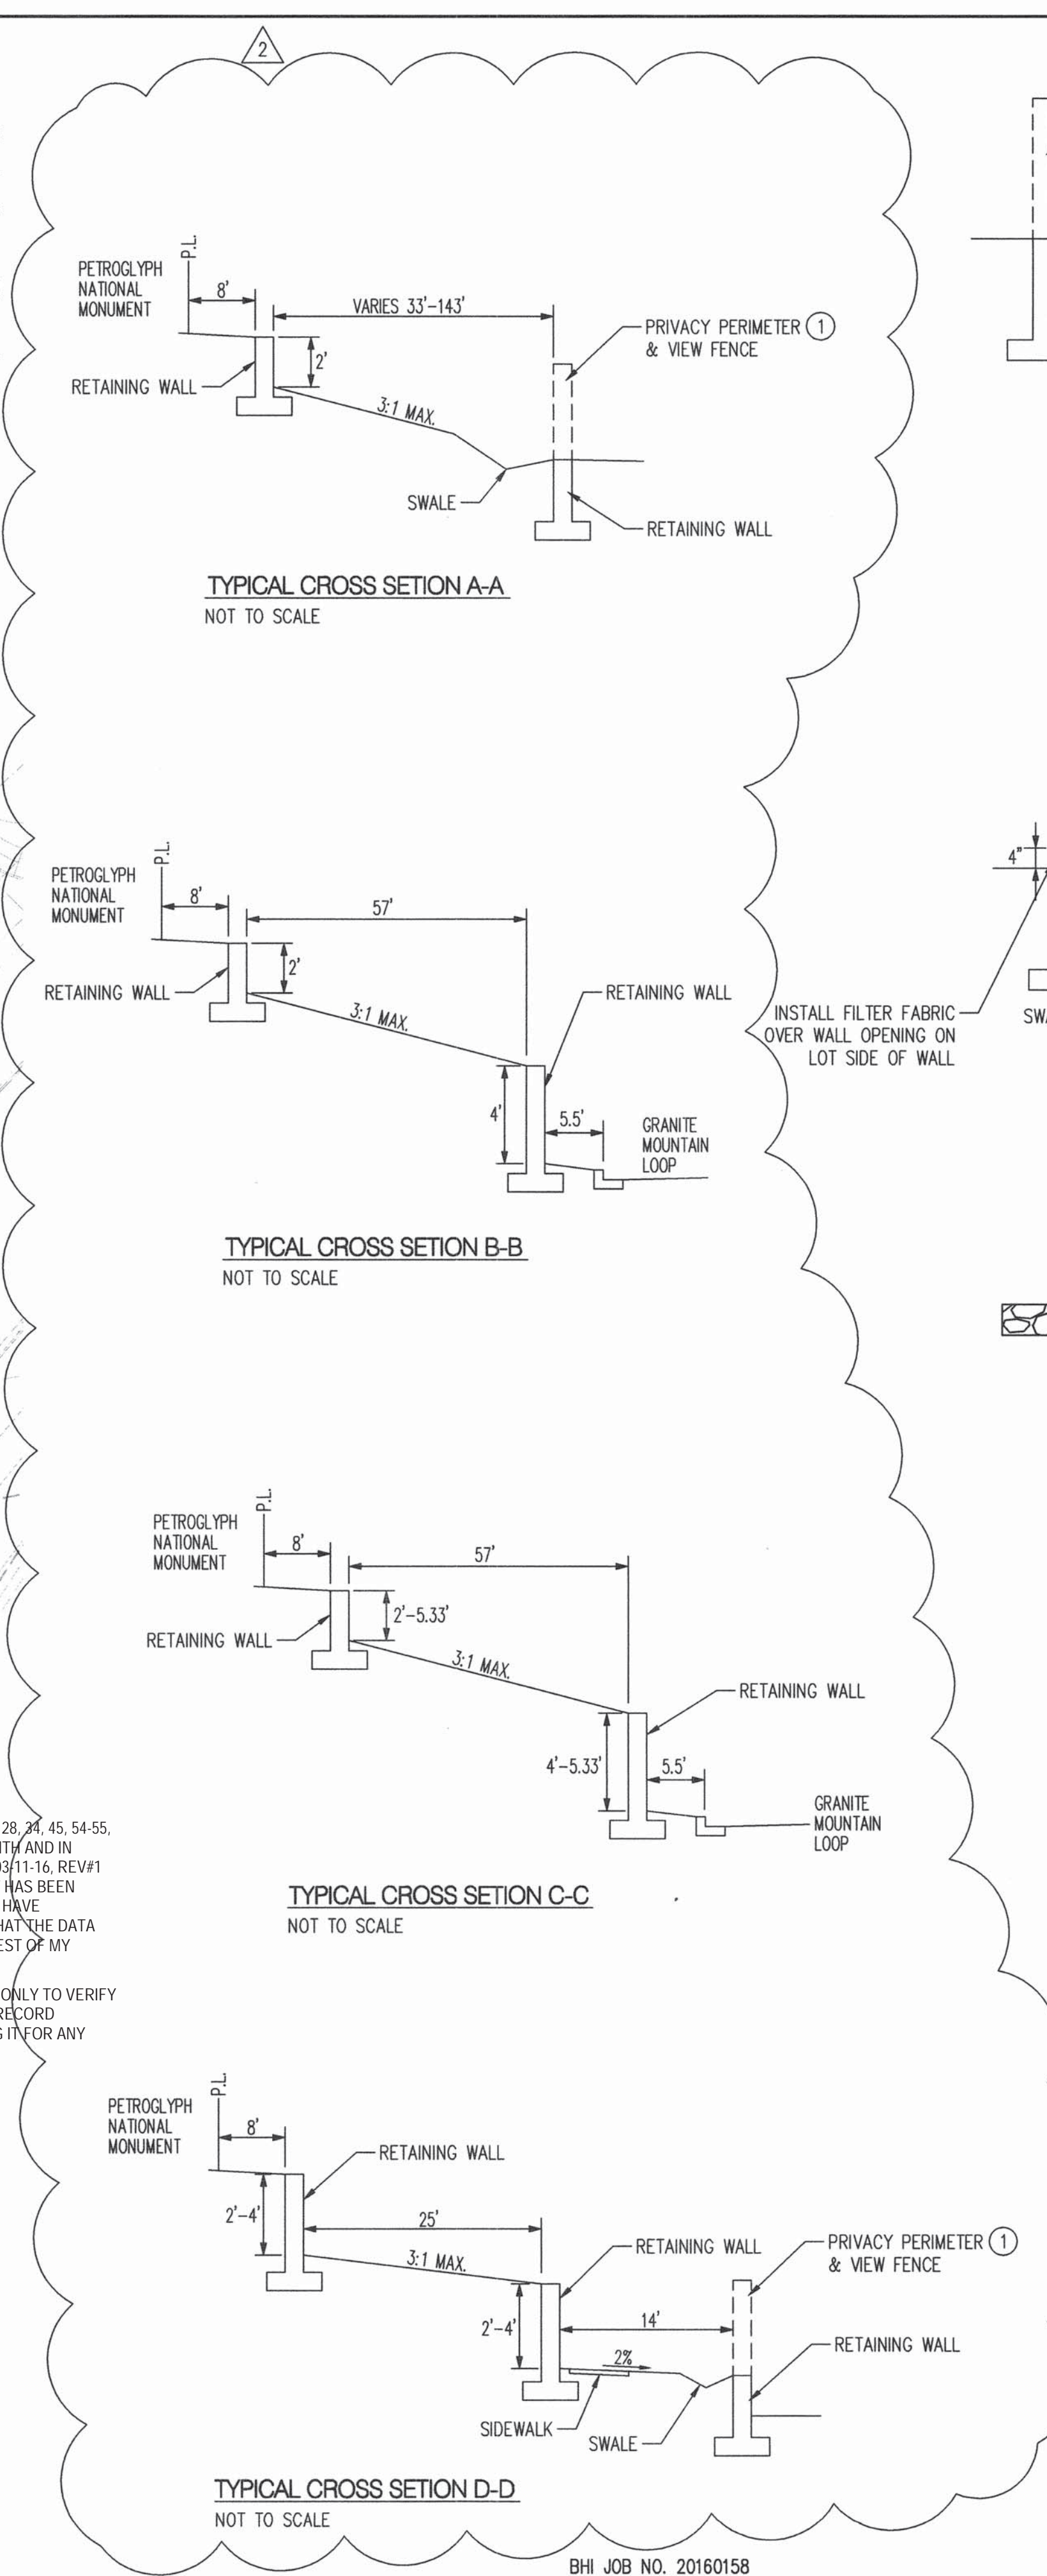 2
P.L.
PETROGLYPH
NATIONAL
MONUMENT
8'
VARIES 33'-143'
PRIVACY PERIMETER 1
& VIEW FENCE
2'
RETAINING WALL
3:1 MAX.
SWALE
RETAINING WALL
TYPICAL CROSS SETION A-A
NOT TO SCALE
P.L.
PETROGLYPH
NATIONAL
MONUMENT
8'
57'
2'
RETAINING WALL
3:1 MAX.
RETAINING WALL
4'
5.5'
GRANITE
MOUNTAIN
LOOP
TYPICAL CROSS SETION B-B
NOT TO SCALE
4"
INSTALL FILTER FABRIC
OVER WALL OPENING ON
LOT SIDE OF WALL
SWA
P.L.
PETROGLYPH
NATIONAL
MONUMENT
8'
57'
2'-5.33'
RETAINING WALL
3:1 MAX.
RETAINING WALL
4'-5.33'
5.5'
GRANITE
MOUNTAIN
LOOP
TYPICAL CROSS SETION C-C
NOT TO SCALE
28, 34, 45, 54-55,
ITH AND IN
03-11-16, REV#1
HAS BEEN
HAVE
HAT THE DATA
EST OF MY
ONLY TO VERIFY
RECORD
G IT FOR ANY
P.L.
PETROGLYPH
NATIONAL
MONUMENT
8'
RETAINING WALL
2'-4'
25'
3:1 MAX.
RETAINING WALL
PRIVACY PERIMETER 1
& VIEW FENCE
2'-4'
14'
2%
RETAINING WALL
SIDEWALK
SWALE
TYPICAL CROSS SETION D-D
NOT TO SCALE
BHI JOB NO. 20160158